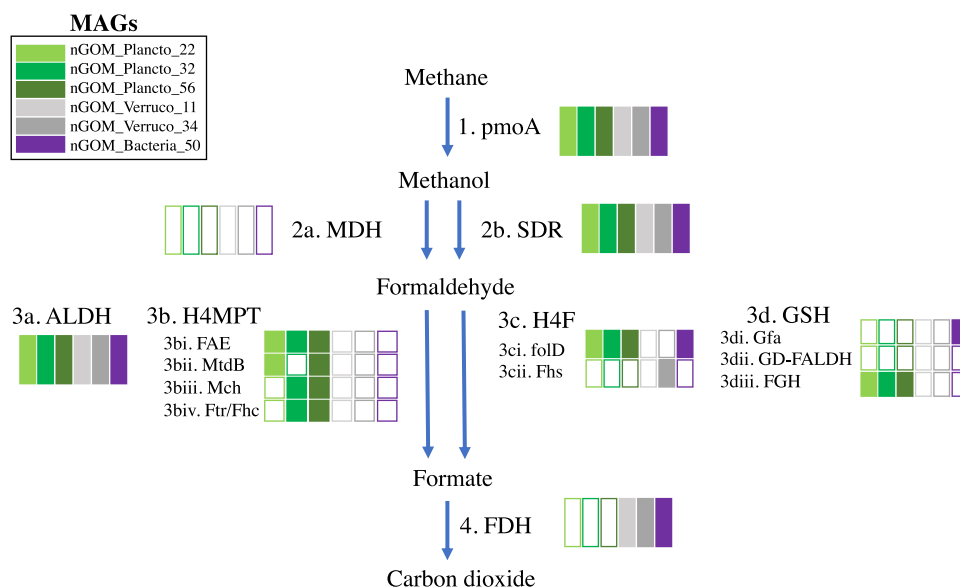 MAGs
nGOM_Plancto_22
nGOM_Plancto_32
nGOM_Plancto_56
nGOM_Verruco_11
nGOM_Verruco_34
nGOM_Bacteria_50
Methane
1. pmoA
Methanol
2a. MDH
2b. SDR
Formaldehyde
3a. ALDH
3b. H4MPT
3bi. FAE
3bii. MtdB
3biii. Mch
3biv. Ftr/Fhc
3c. H4F
3ci. folD
3cii. Fhs
3d. GSH
3di. Gfa
3dii. GD-FALDH
3diii. FGH
Formate
4. FDH
Carbon dioxide